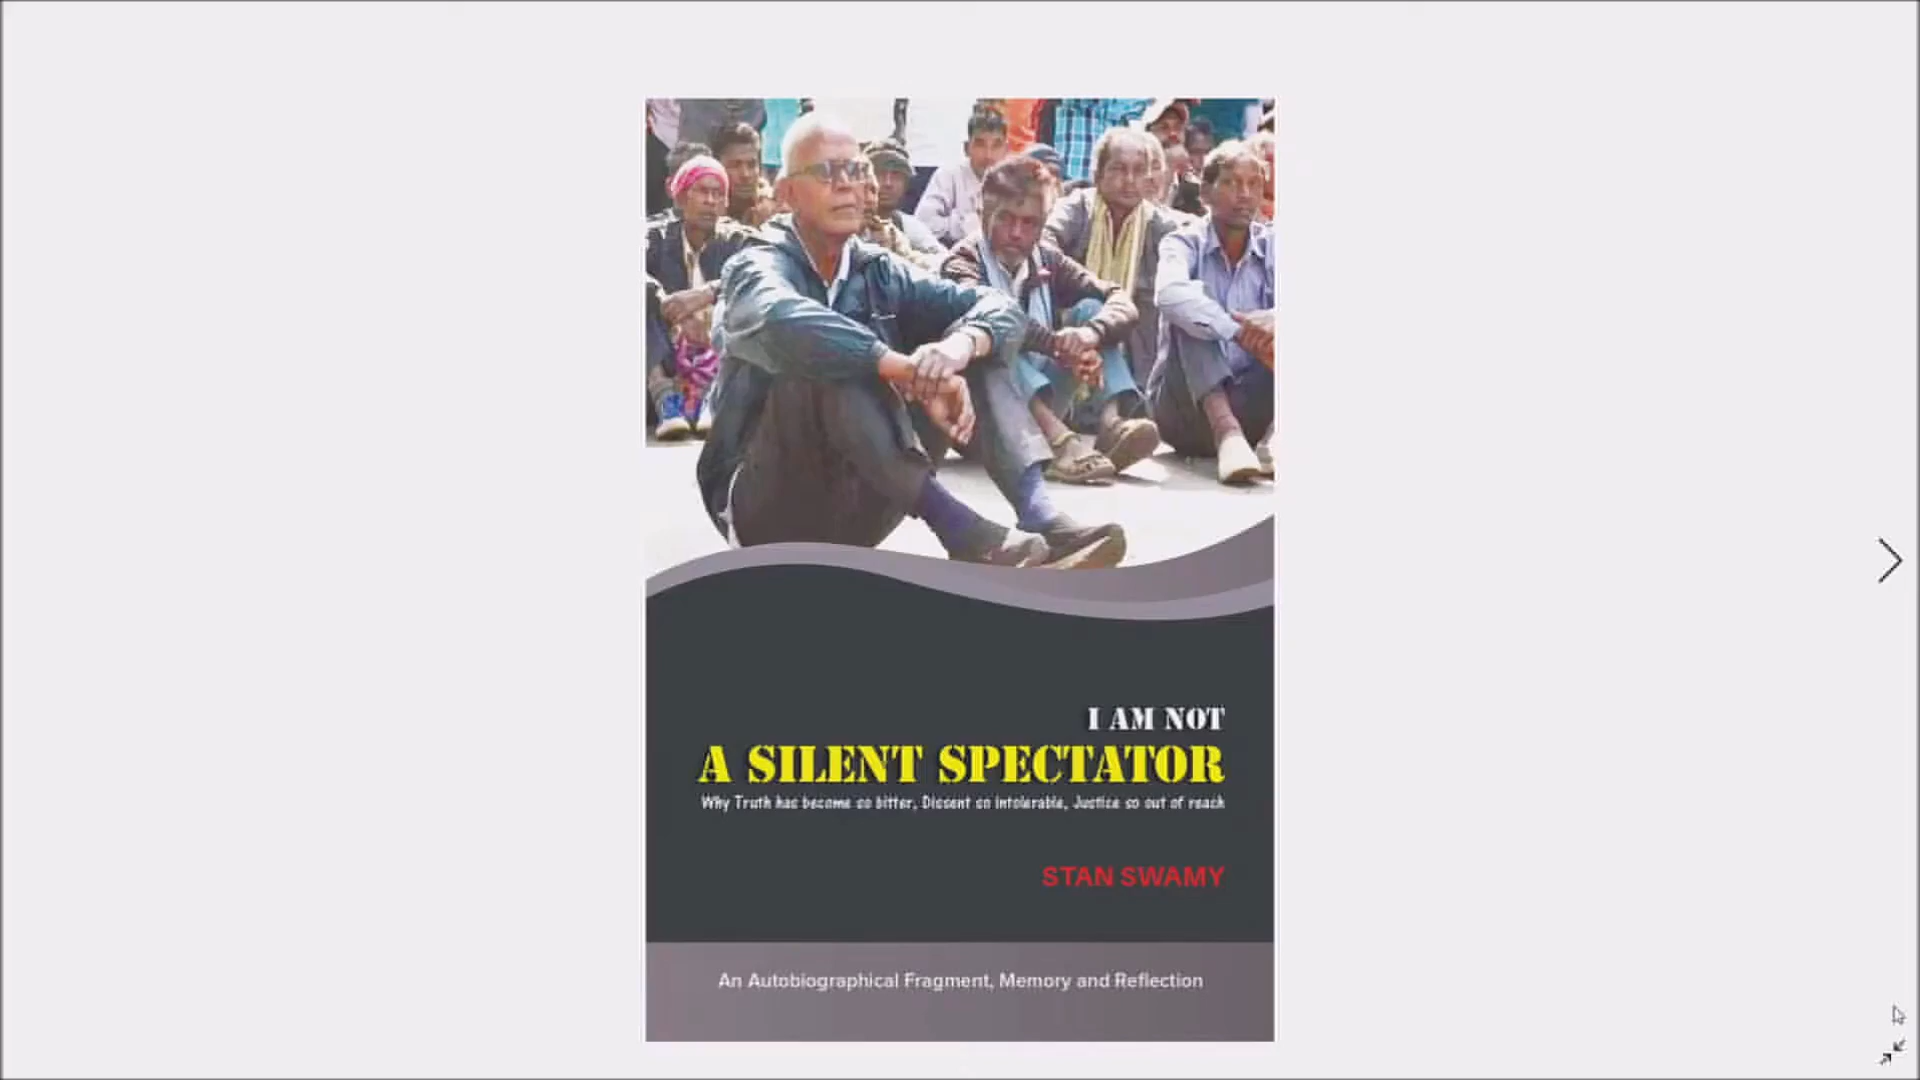 I AM NOT
A SILENT SPECTATOR
Why Truth has become so bitter, Dissent so intolerable, Justice so out of reach
STAN SWAMY
An Autobiographical Fragment, Memory and Reflection